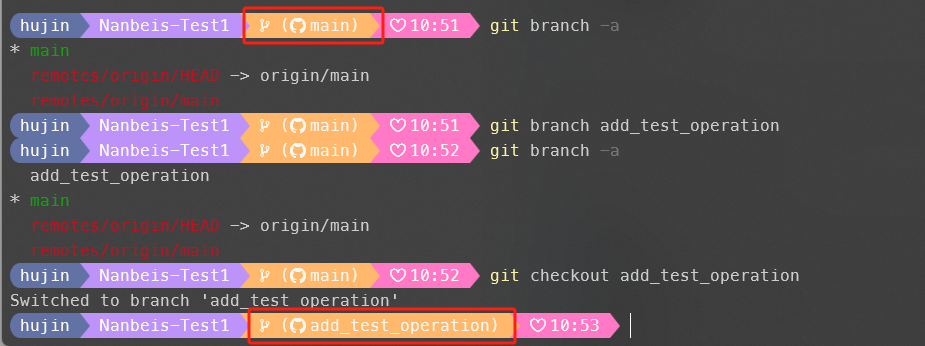 hujin Nanbeis-Test1 (main) 10:51 git branch -a
* main
remotes/origin/HEAD -> origin/main
remotes/origin/main
hujin Nanbeis-Test1 (main) 10:51 git branch add_test_operation
hujin Nanbeis-Test1 (main) 10:52 git branch -a
add_test_operation
* main
remotes/origin/HEAD -> origin/main
remotes/origin/main
hujin Nanbeis-Test1 (main) 10:52 git checkout add_test_operation
Switched to branch 'add_test_operation'
hujin Nanbeis-Test1 (add_test_operation) 10:53